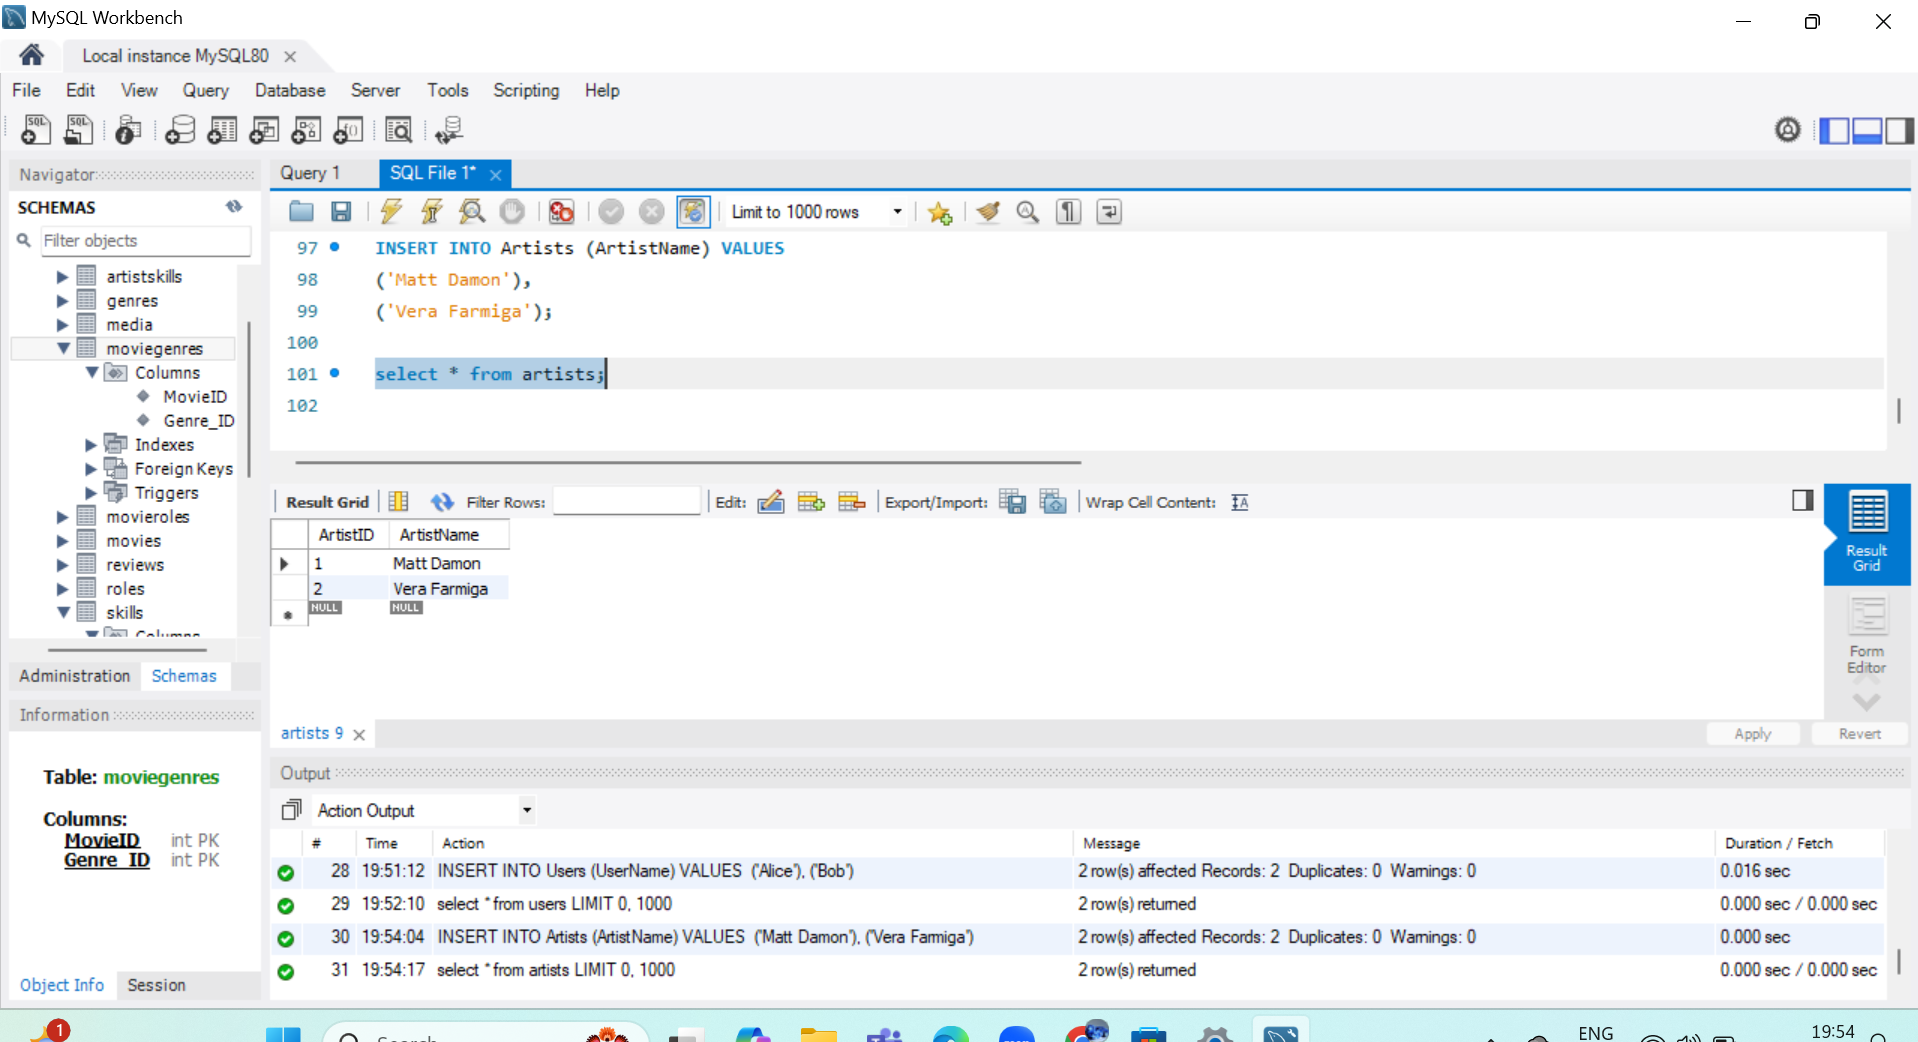 MySQL Workbench
Local instance MySQL80
File Edit View Query Database Server Tools Scripting Help
Navigator
SCHEMAS
Filter objects
artistskills
genres
media
moviegenres
Columns
MovieID
Genre_ID
Indexes
Foreign Keys
Triggers
movieroles
movies
reviews
roles
skills
Columns
Administration Schemas
Information
Table: moviegenres
Columns:
MovieID int PK
Genre_ID int PK
Object Info Session
Query 1 SQL File 1*
Limit to 1000 rows
97 INSERT INTO Artists (ArtistName) VALUES
98 ('Matt Damon'),
99 ('Vera Farmiga');
100
101 select * from artists;
102
Result Grid Filter Rows: Edit: Export/Import: Wrap Cell Content:
ArtistID ArtistName
1 Matt Damon
2 Vera Farmiga
NULL NULL
Result Grid
Form Editor
artists 9
Apply Revert
Output
Action Output
# Time Action Message Duration / Fetch
28 19:51:12 INSERT INTO Users (UserName) VALUES ('Alice'), ('Bob') 2 row(s) affected Records: 2 Duplicates: 0 Warnings: 0 0.016 sec
29 19:52:10 select * from users LIMIT 0, 1000 2 row(s) returned 0.000 sec / 0.000 sec
30 19:54:04 INSERT INTO Artists (ArtistName) VALUES ('Matt Damon'), ('Vera Farmiga') 2 row(s) affected Records: 2 Duplicates: 0 Warnings: 0 0.000 sec
31 19:54:17 select * from artists LIMIT 0, 1000 2 row(s) returned 0.000 sec / 0.000 sec
1
Search
ENG
19:54